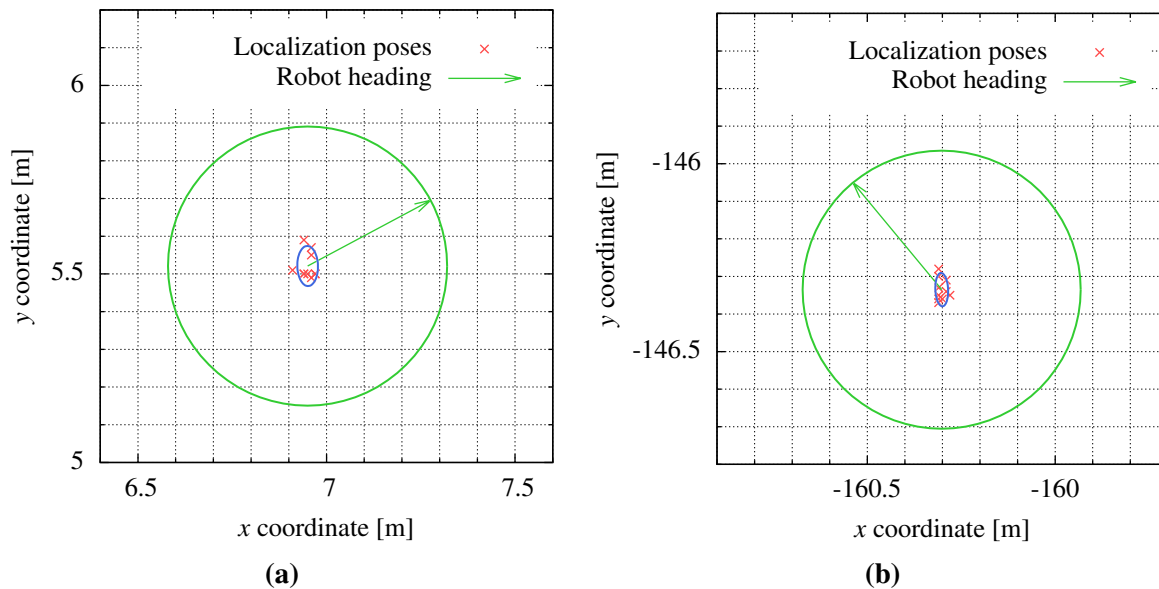 Localization poses
Robot heading
6
5.5
5
6.5
7
7.5
y coordinate [m]
x coordinate [m]
(a)
Localization poses
Robot heading
-146
-146.5
-160.5
-160
y coordinate [m]
x coordinate [m]
(b)